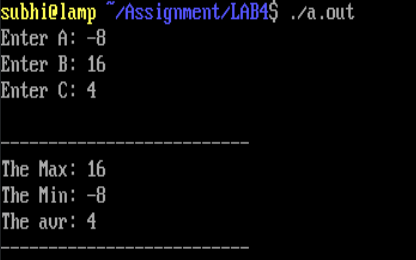 subhi@lamp ~/Assignment/LAB4$ ./a.out
Enter A: -8
Enter B: 16
Enter C: 4
--------------------------
The Max: 16
The Min: -8
The avr: 4
--------------------------